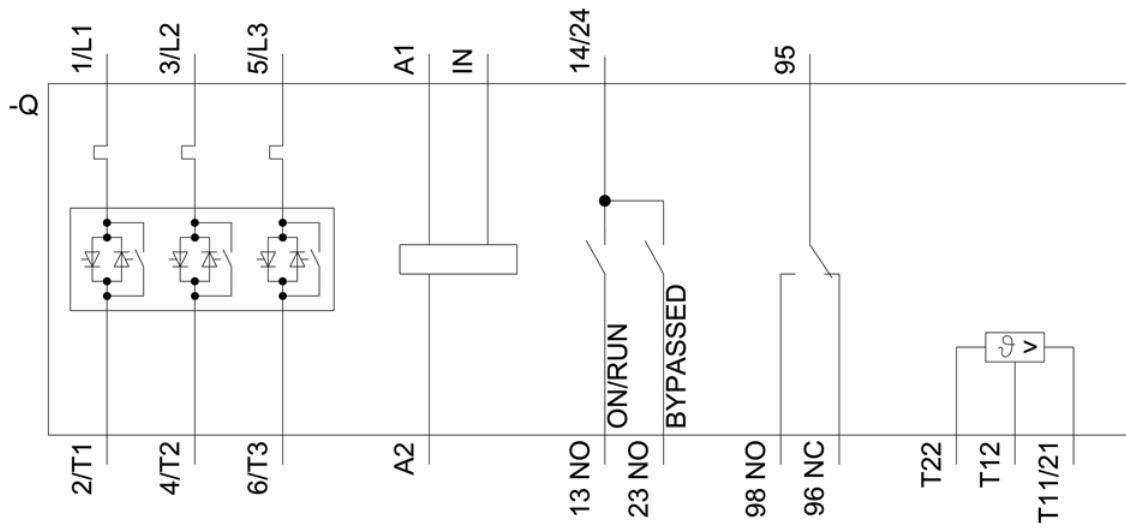 1/L1
3/L2
5/L3
A1
IN
14/24
95
-Q
ON/RUN
BYPASSED
ϑ >
2/T1
4/T2
6/T3
A2
13 NO
23 NO
98 NO
96 NC
T22
T12
T11/21